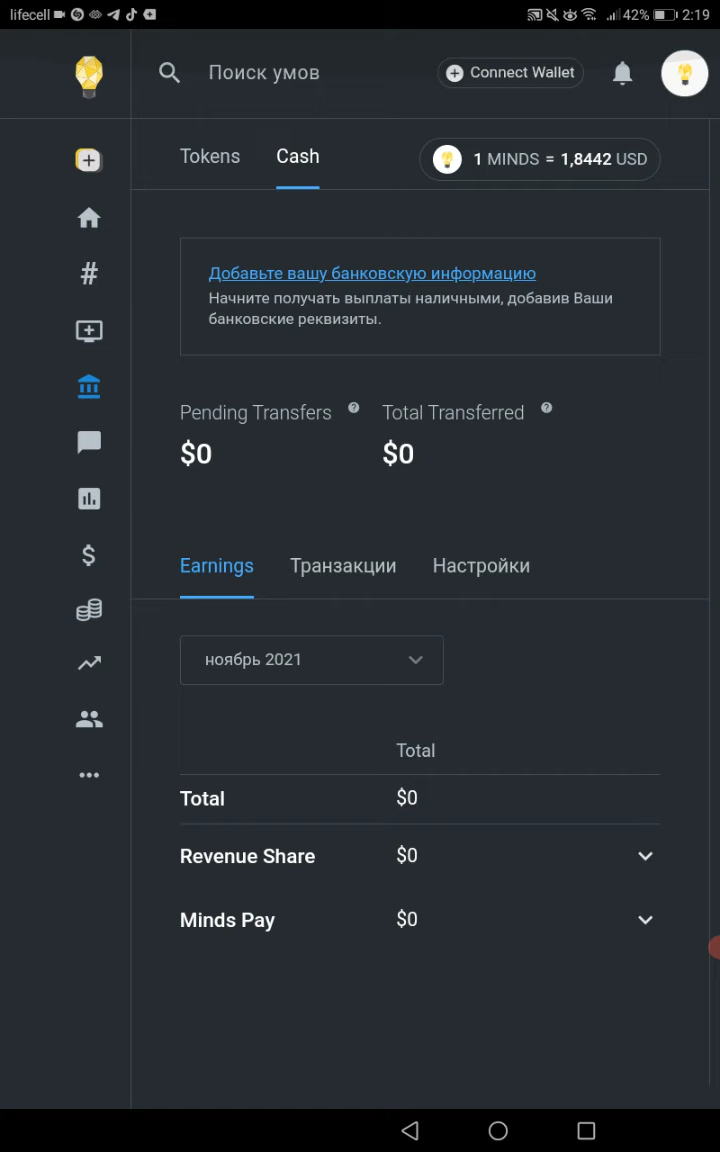 lifecell 42% 2:19
Поиск умов
Connect Wallet
Tokens Cash
1 MINDS = 1,8442 USD
Добавьте вашу банковскую информацию
Начните получать выплаты наличными, добавив Ваши
банковские реквизиты.
Pending Transfers ? Total Transferred ?
$0 $0
Earnings Транзакции Настройки
ноябрь 2021
Total
Total $0
Revenue Share $0
Minds Pay $0